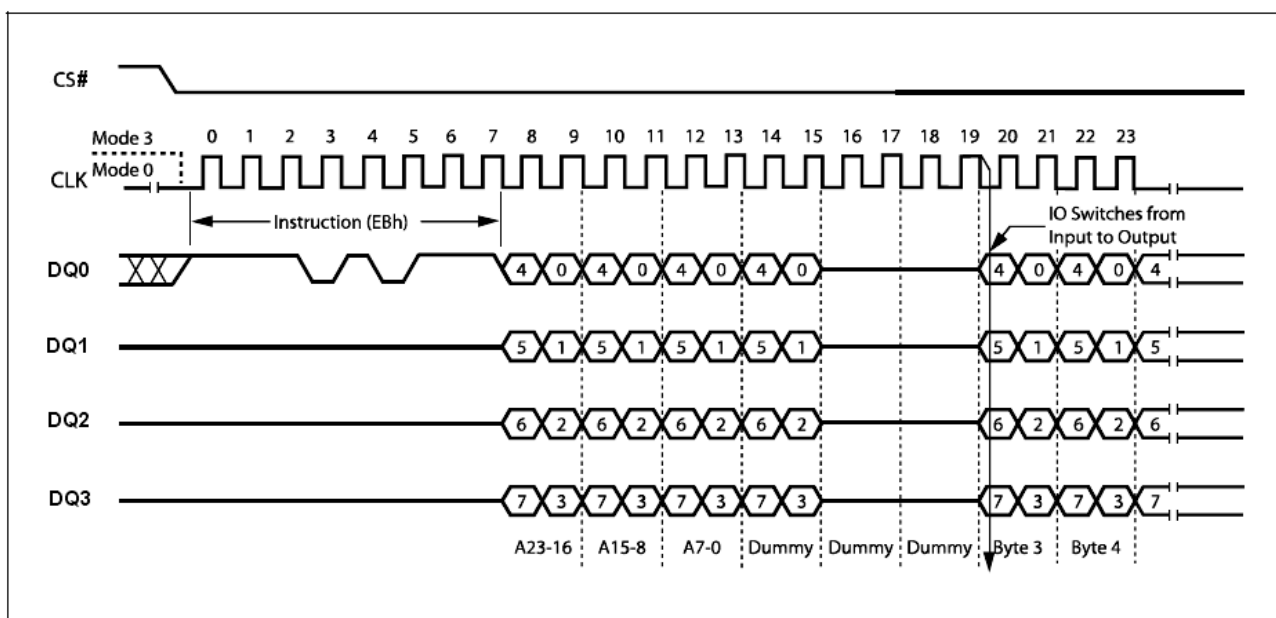 CS#
Mode 3
0 1 2 3 4 5 6 7 8 9 10 11 12 13 14 15 16 17 18 19 20 21 22 23
CLK Mode 0
Instruction (EBh)
IO Switches from
Input to Output
DQ0 4 0 4 0 4 0 4 0 4 0 4 0 4
DQ1 5 1 5 1 5 1 5 1 5 1 5 1 5
DQ2 6 2 6 2 6 2 6 2 6 2 6 2 6
DQ3 7 3 7 3 7 3 7 3 7 3 7 3 7
A23-16 A15-8 A7-0 Dummy Dummy Dummy Byte 3 Byte 4